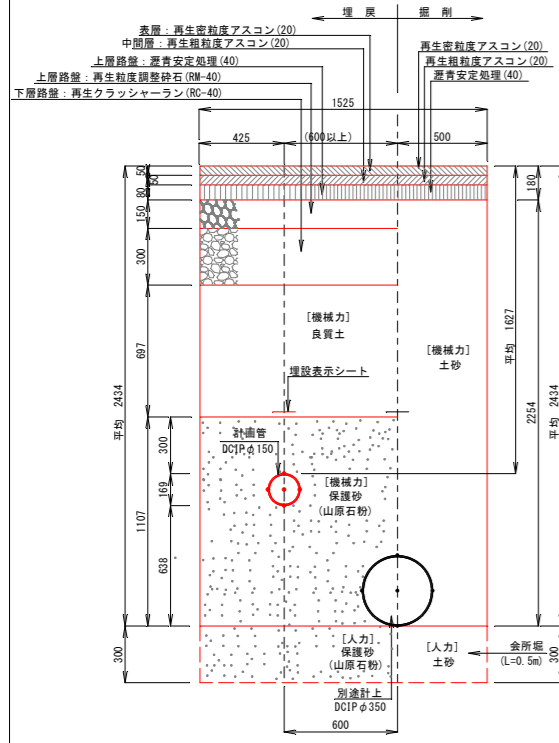 埋 戻
掘 削
表層：再生密粒度アスコン(20)
中間層：再生粗粒度アスコン(20)
上層路盤：瀝青安定処理(40)
上層路盤：再生粒度調整砕石(RM-40)
下層路盤：再生クラッシャーラン(RC-40)
再生密粒度アスコン(20)
再生粗粒度アスコン(20)
瀝青安定処理(40)
1525
425
(600以上)
500
50
50
80
150
300
697
300
169
638
1107
300
平均 2434
180
平均 1627
2254
平均 2434
300
[機械力]
良質土
[機械力]
土砂
埋設表示シート
計画管
DCIPφ150
[機械力]
保護砂
(山原石粉)
[人力]
保護砂
(山原石粉)
[人力]
土砂
会所堀
(L=0.5m)
別途計上
DCIPφ350
600